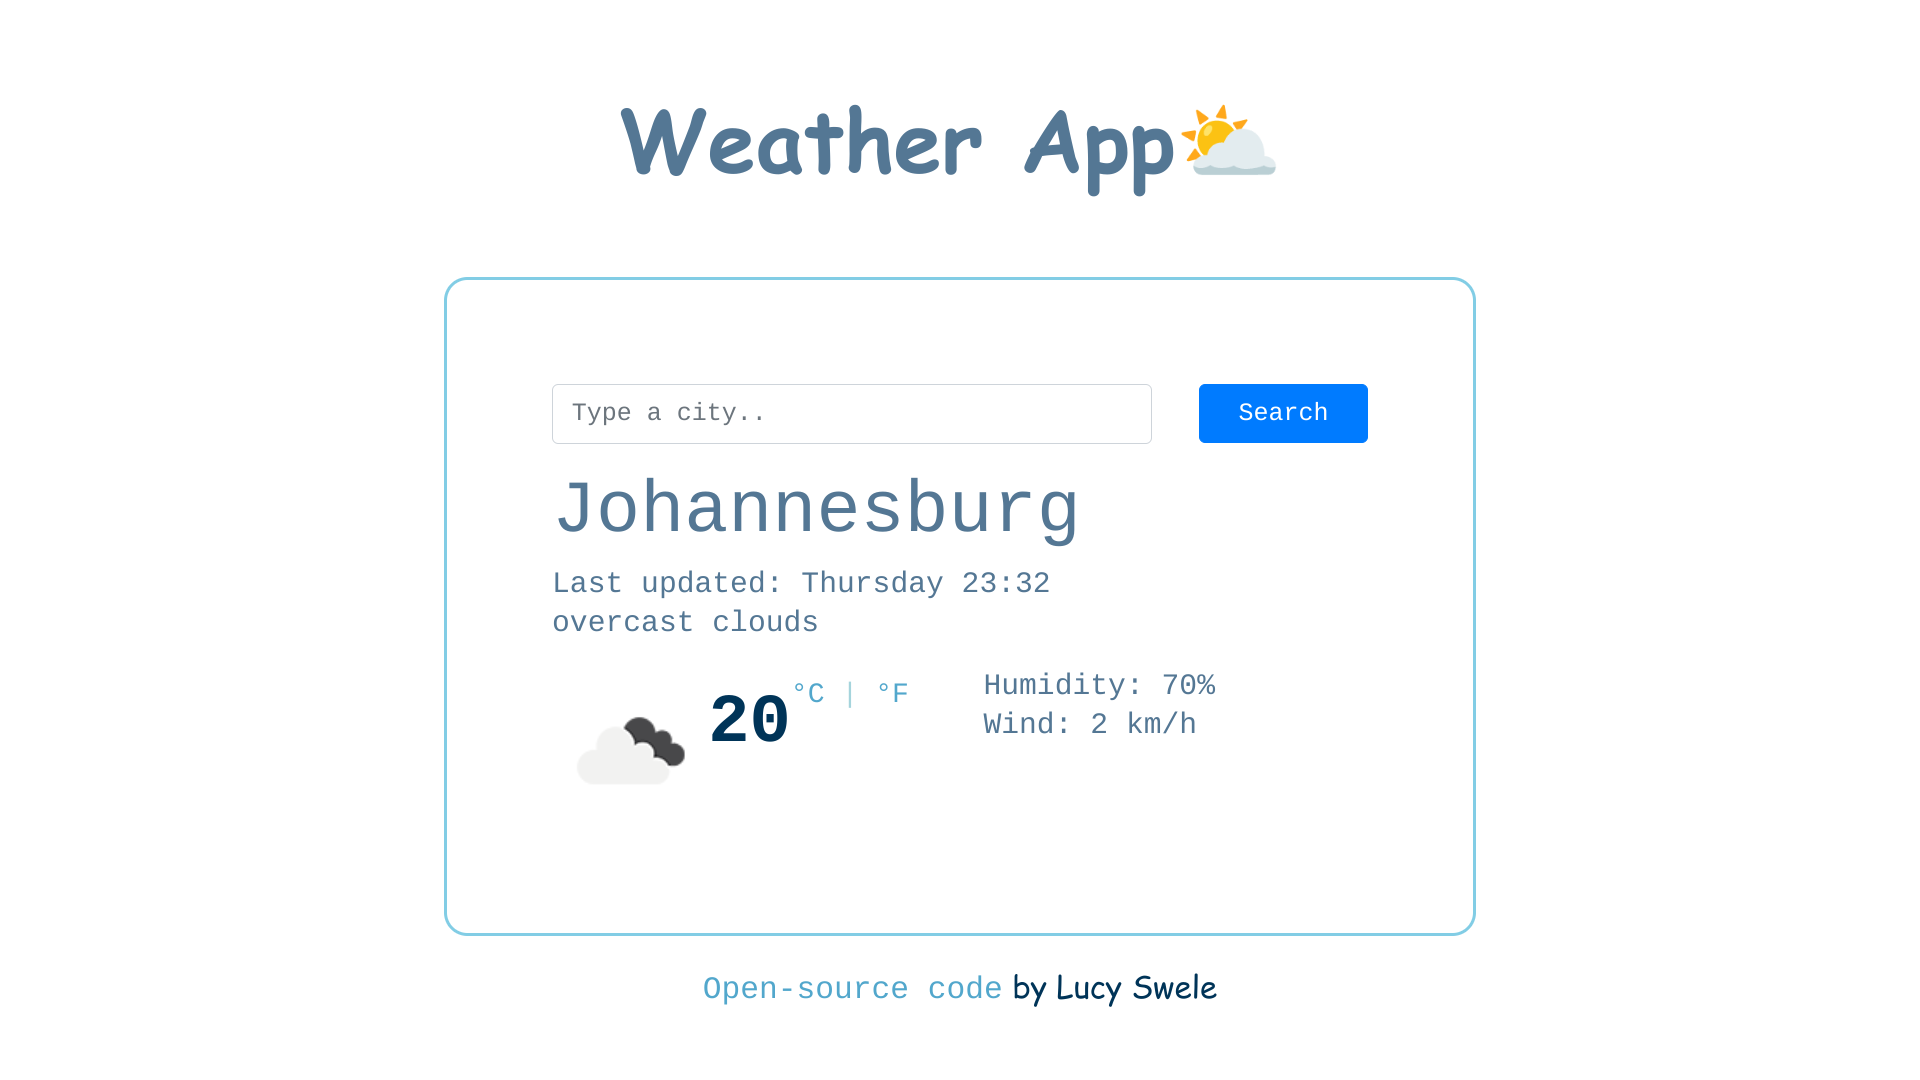 Weather App
Type a city..
Search
Johannesburg
Last updated: Thursday 23:32
overcast clouds
20 °C | °F
Humidity: 70%
Wind: 2 km/h
Open-source code by Lucy Swele